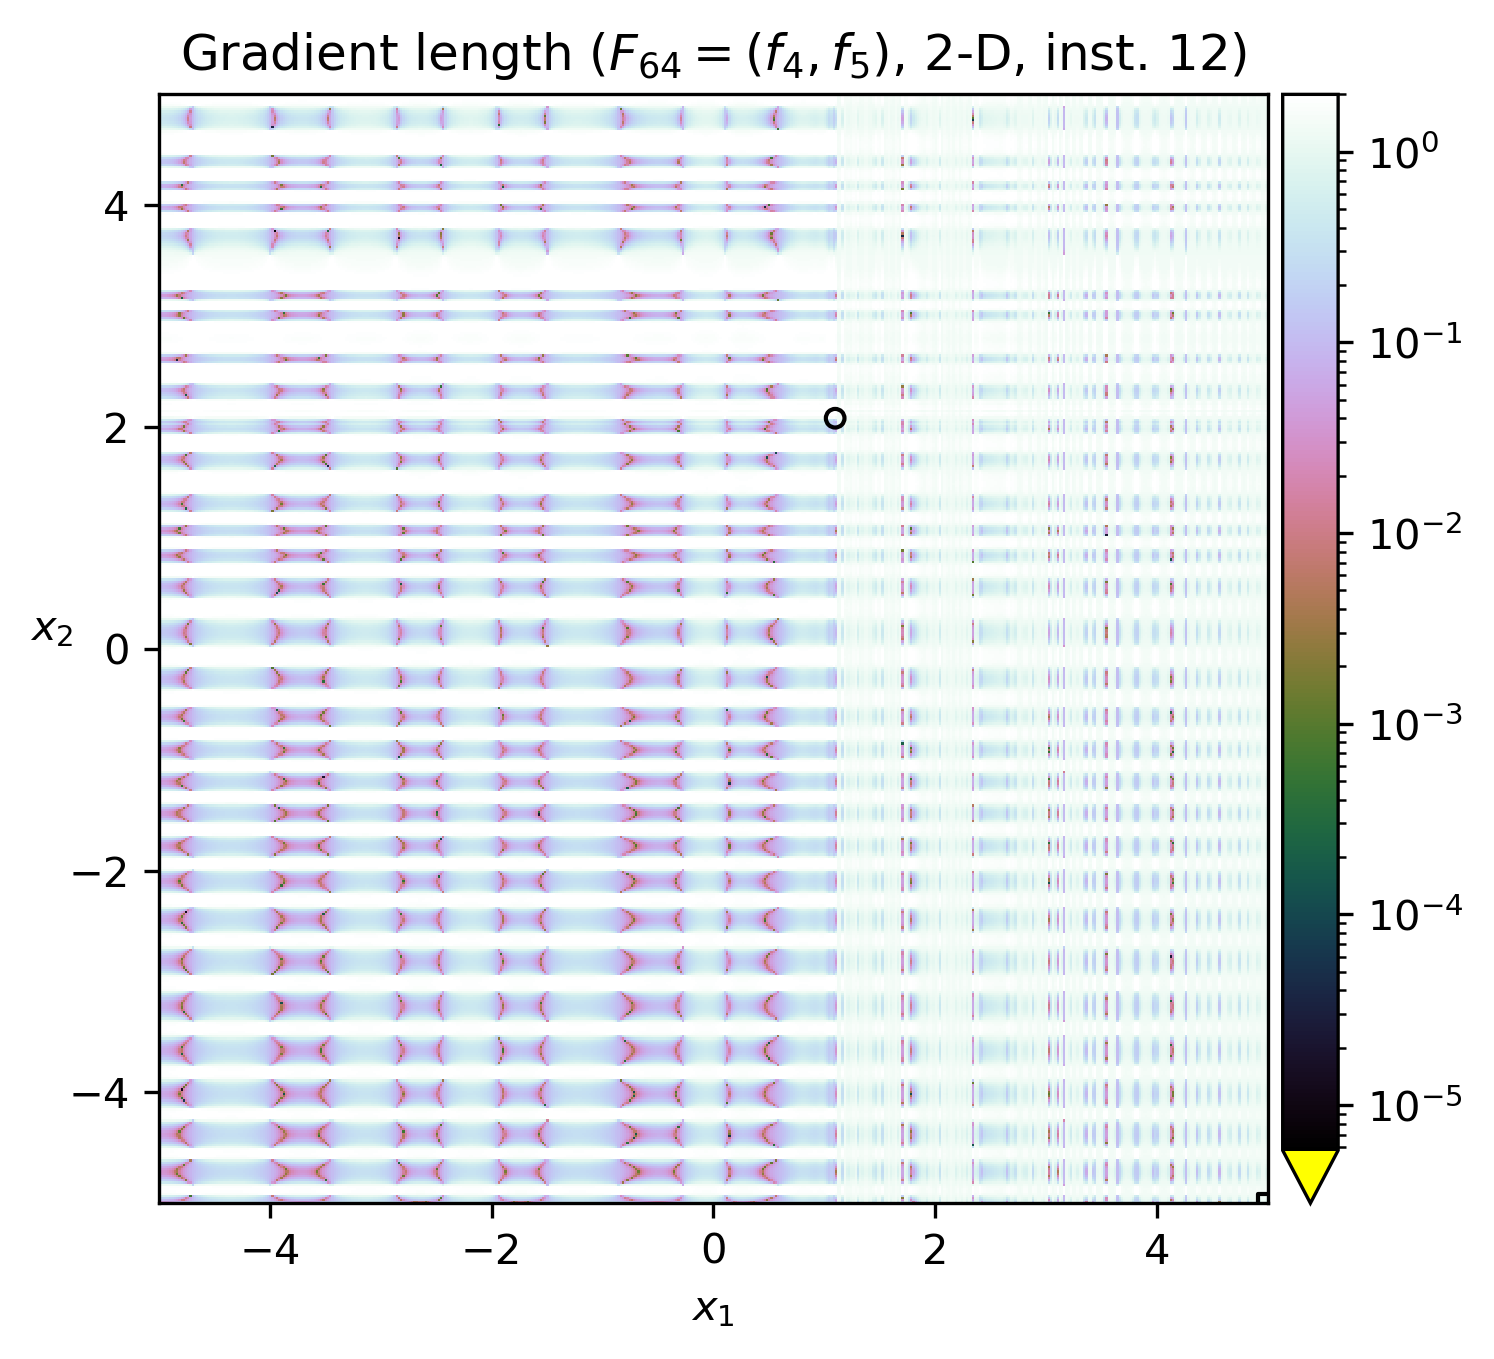 Gradient length (F₆₄ = (f₄, f₅), 2-D, inst. 12)
10⁰
4
10⁻¹
2
10⁻²
x₂
0
10⁻³
−2
10⁻⁴
−4
10⁻⁵
−4 −2 0 2 4
x₁